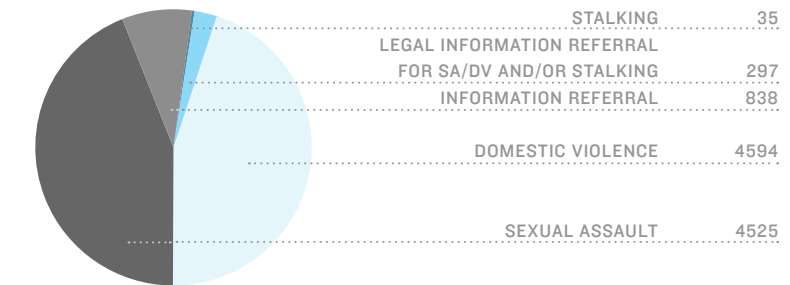 STALKING 35
LEGAL INFORMATION REFERRAL
FOR SA/DV AND/OR STALKING 297
INFORMATION REFERRAL 838
DOMESTIC VIOLENCE 4594
SEXUAL ASSAULT 4525